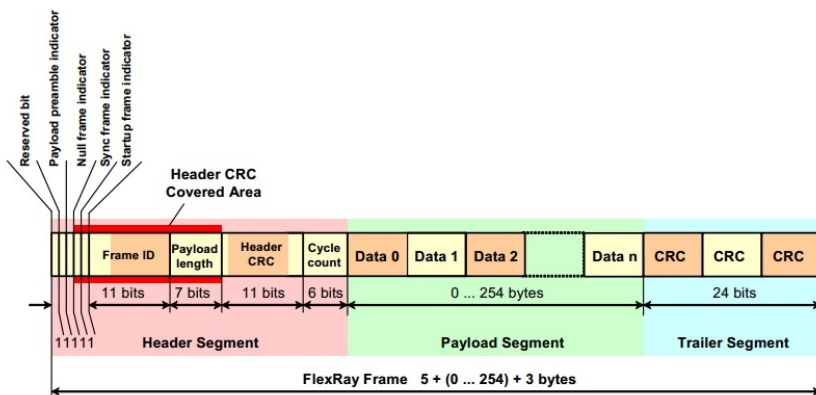 Reserved bit
Payload preamble indicator
Null frame indicator
Sync frame indicator
Startup frame indicator
Header CRC
Covered Area
Frame ID
Payload
length
Header
CRC
Cycle
count
Data 0
Data 1
Data 2
Data n
CRC
CRC
CRC
11 bits
7 bits
11 bits
6 bits
0 ... 254 bytes
24 bits
11111
Header Segment
Payload Segment
Trailer Segment
FlexRay Frame 5 + (0 ... 254) + 3 bytes